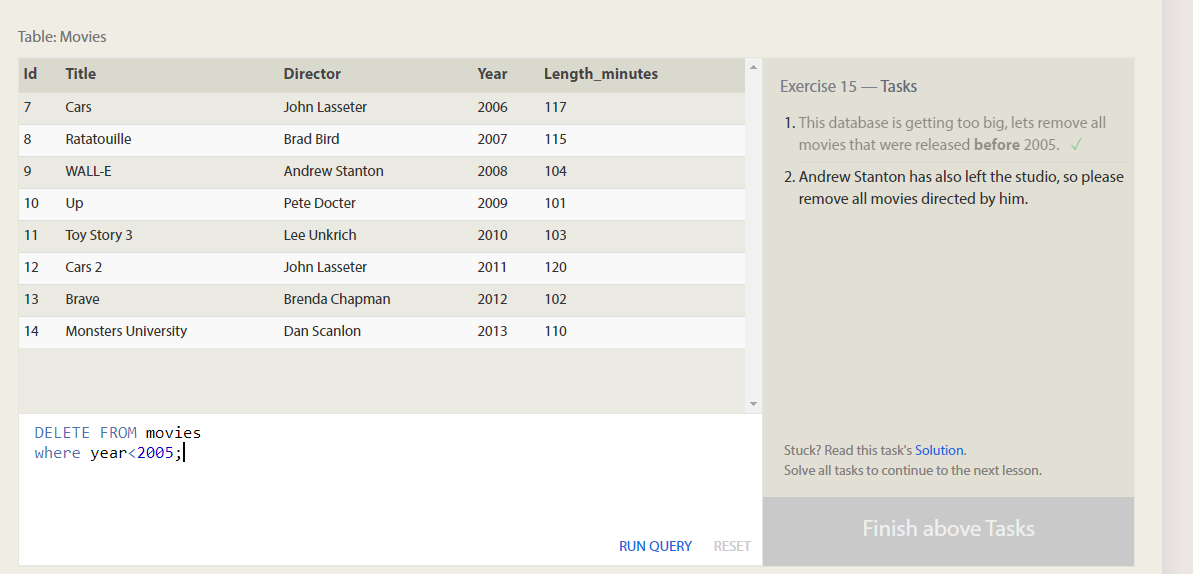 Table: Movies
Id Title Director Year Length_minutes
7 Cars John Lasseter 2006 117
8 Ratatouille Brad Bird 2007 115
9 WALL-E Andrew Stanton 2008 104
10 Up Pete Docter 2009 101
11 Toy Story 3 Lee Unkrich 2010 103
12 Cars 2 John Lasseter 2011 120
13 Brave Brenda Chapman 2012 102
14 Monsters University Dan Scanlon 2013 110
DELETE FROM movies
where year<2005;
RUN QUERY RESET
Exercise 15 — Tasks
1. This database is getting too big, lets remove all
movies that were released before 2005. ✓
2. Andrew Stanton has also left the studio, so please
remove all movies directed by him.
Stuck? Read this task's Solution.
Solve all tasks to continue to the next lesson.
Finish above Tasks